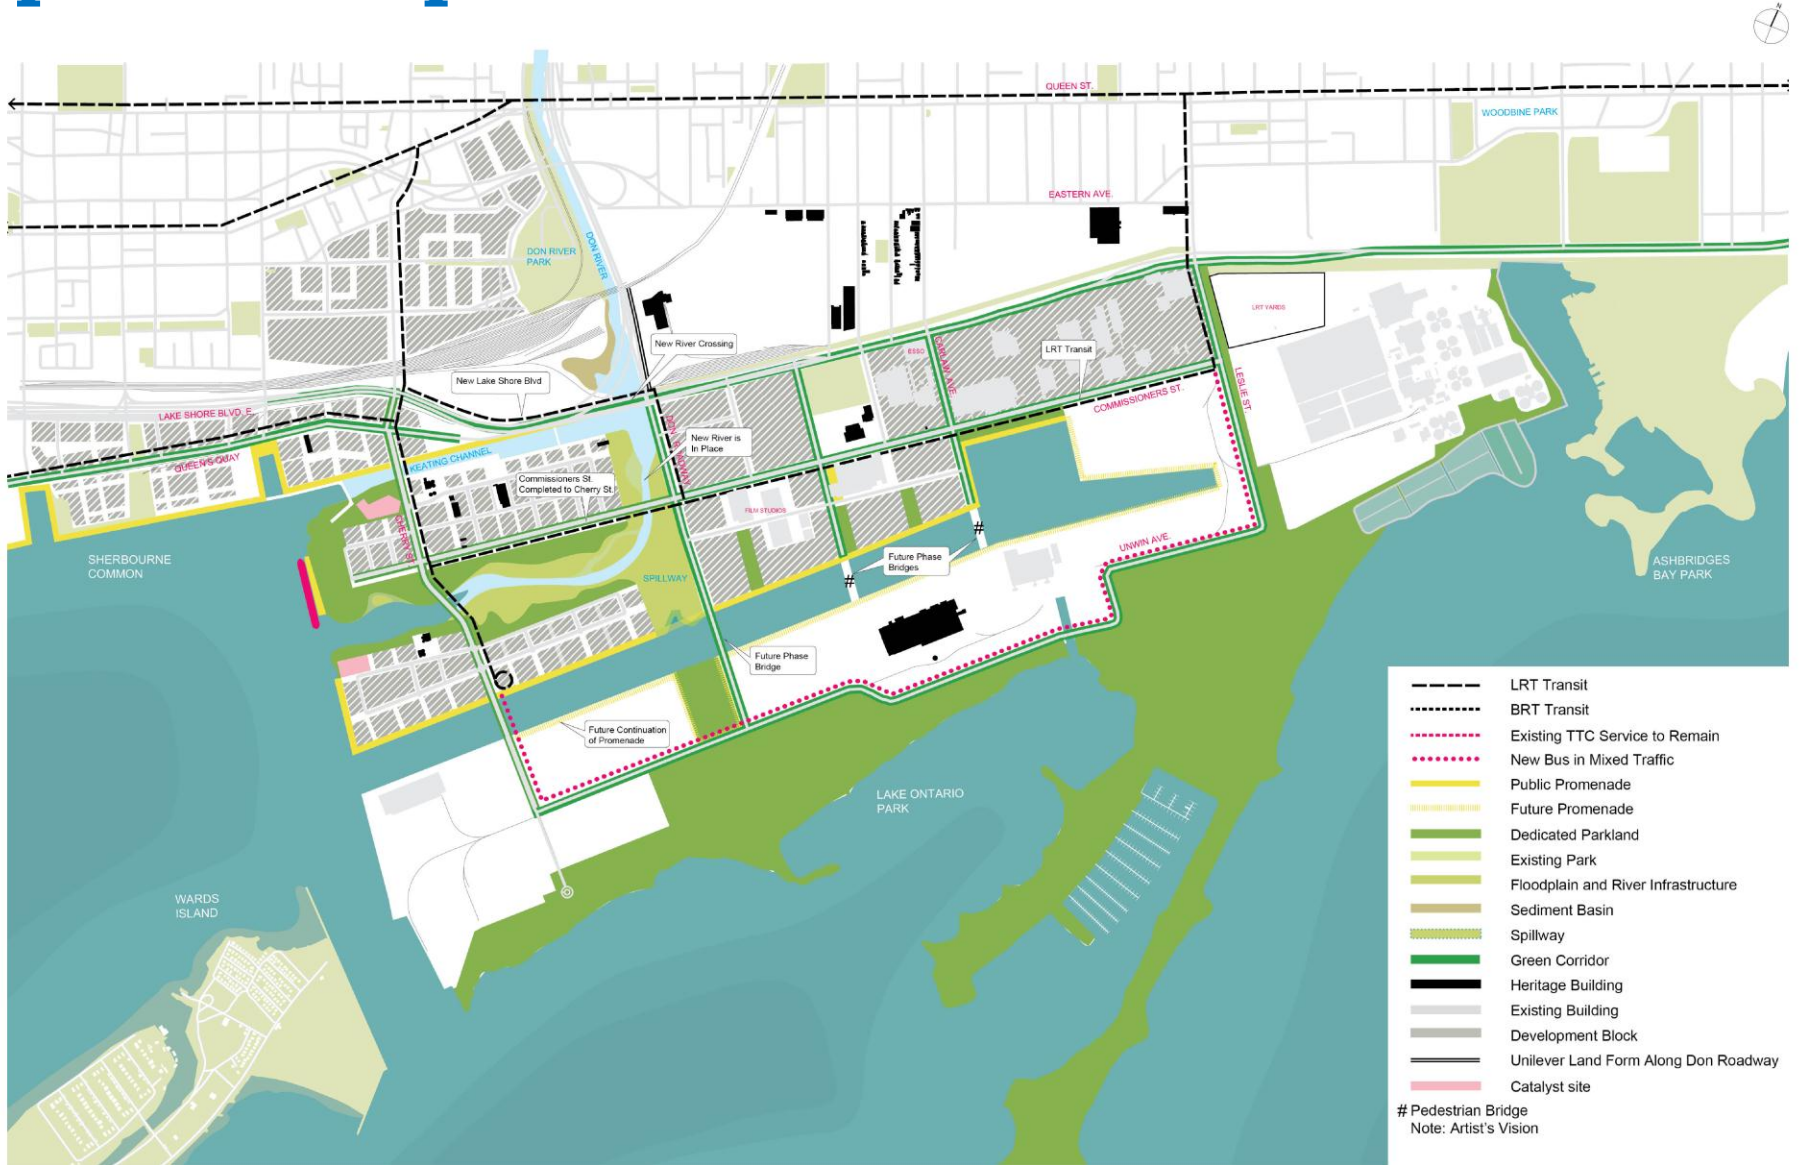 N
QUEEN ST.
WOODBINE PARK
EASTERN AVE.
DON RIVER
PARK
DON RIVER
LRT YARDS
New River Crossing
ESSO
CARLAW AVE.
LRT Transit
New Lake Shore Blvd
LESLIE ST.
COMMISSIONERS ST.
LAKE SHORE BLVD. E.
QUEEN'S QUAY
KEATING CHANNEL
New River is
In Place
Commissioners St.
Completed to Cherry St.
FILM STUDIOS
CHERRY ST.
UNWIN AVE.
SHERBOURNE
COMMON
SPILLWAY
Future Phase
Bridges
#
#
ASHBRIDGES
BAY PARK
Future Phase
Bridge
Future Continuation
of Promenade
LAKE ONTARIO
PARK
WARDS
ISLAND
LRT Transit
BRT Transit
Existing TTC Service to Remain
New Bus in Mixed Traffic
Public Promenade
Future Promenade
Dedicated Parkland
Existing Park
Floodplain and River Infrastructure
Sediment Basin
Spillway
Green Corridor
Heritage Building
Existing Building
Development Block
Unilever Land Form Along Don Roadway
Catalyst site
# Pedestrian Bridge
Note: Artist's Vision